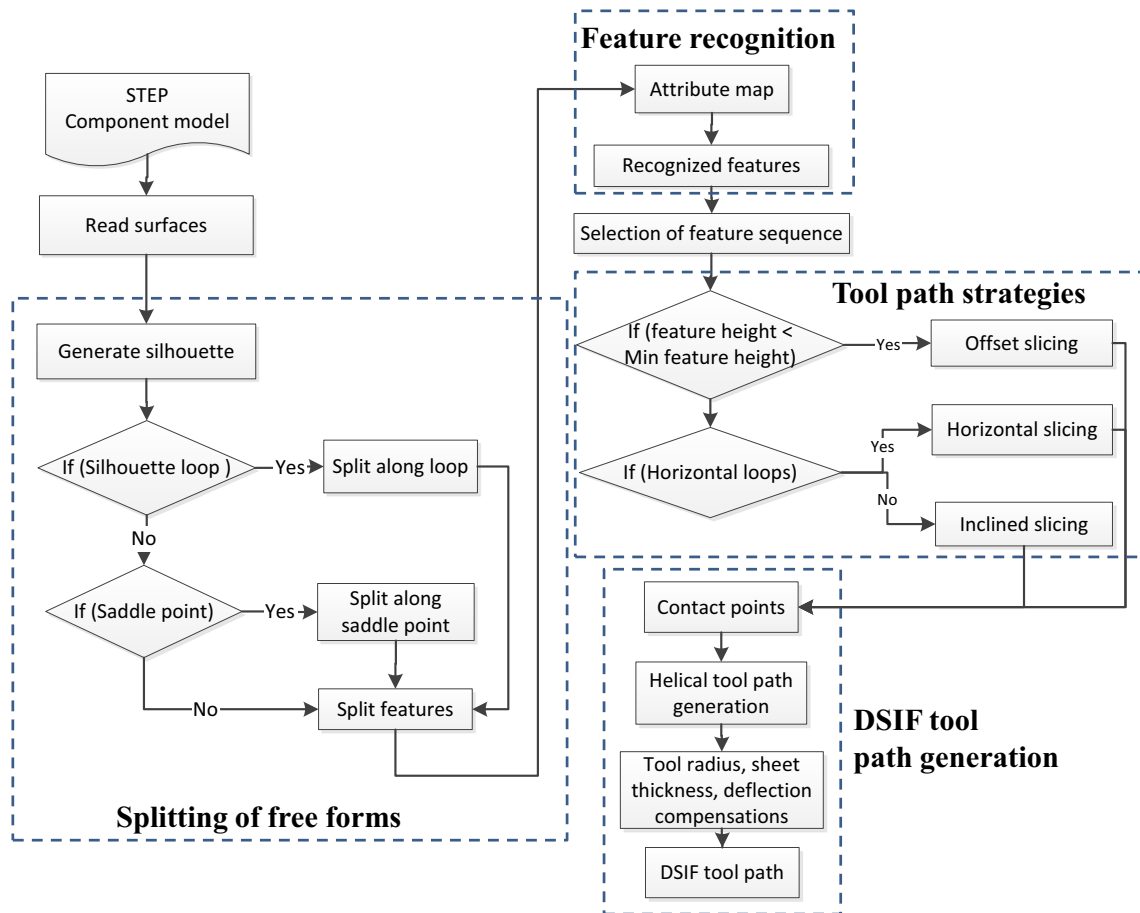 STEP
Component model
Read surfaces
Generate silhouette
If (Silhouette loop )
Yes
Split along loop
No
If (Saddle point)
Yes
Split along
saddle point
No
Split features
Splitting of free forms
Feature recognition
Attribute map
Recognized features
Selection of feature sequence
Tool path strategies
If (feature height <
Min feature height)
Yes
Offset slicing
If (Horizontal loops)
Yes
Horizontal slicing
No
Inclined slicing
Contact points
Helical tool path
generation
Tool radius, sheet
thickness, deflection
compensations
DSIF tool path
DSIF tool
path generation